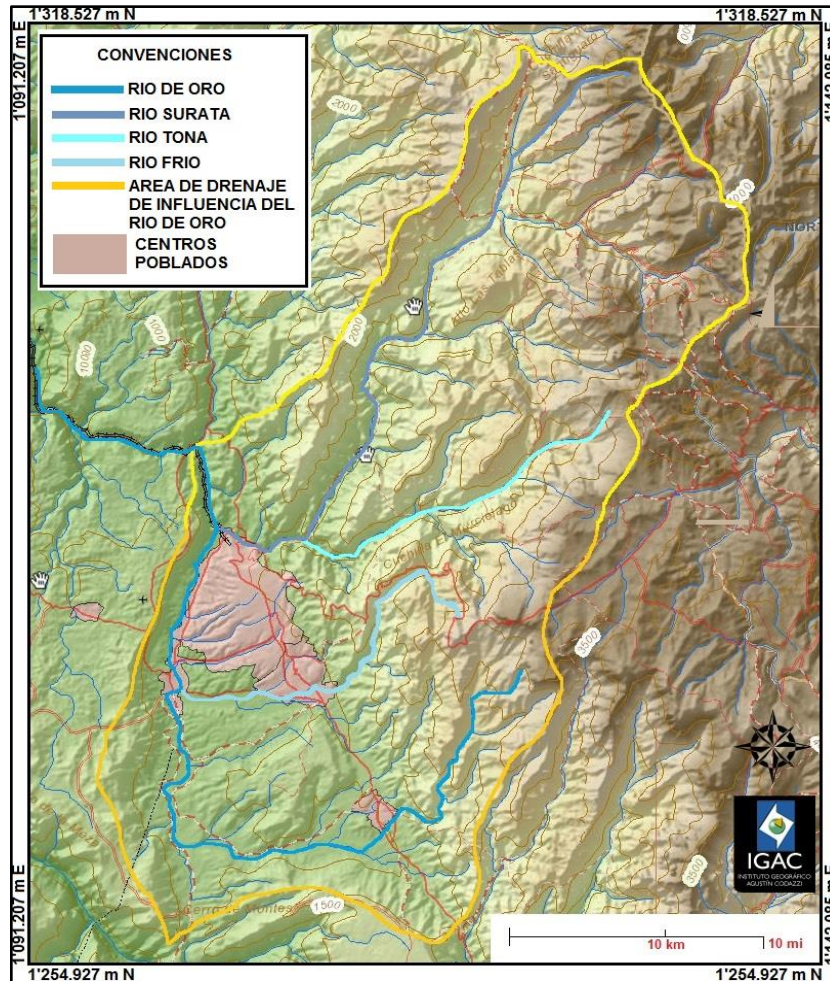 1'318.527 m N
1'318.527 m N
1'091.207 m E
CONVENCIONES
RIO DE ORO
RIO SURATA
RIO TONA
RIO FRIO
AREA DE DRENAJE
DE INFLUENCIA DEL
RIO DE ORO
CENTROS
POBLADOS
2000
1000
1000
2000
NOR
3500
3500
1500
IGAC
INSTITUTO GEOGRÁFICO
AGUSTÍN CODAZZI
10 km
10 mi
1'091.207 m E
1'254.927 m N
1'254.927 m N